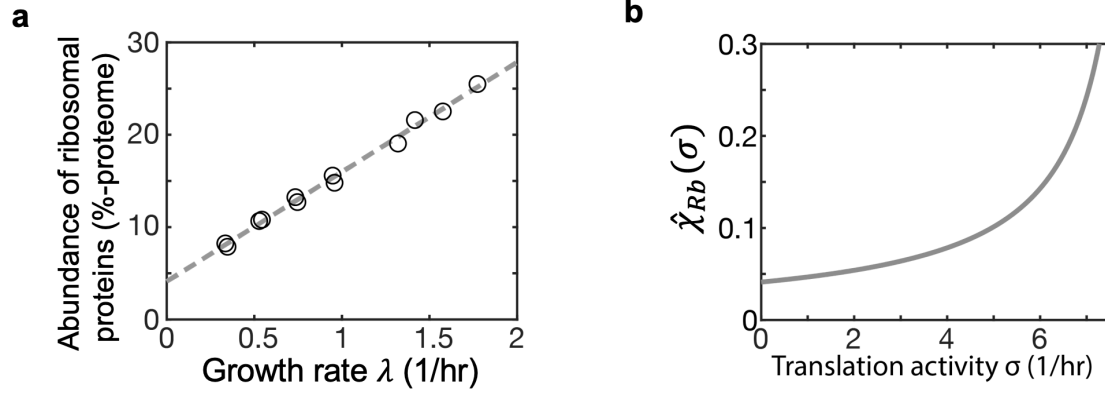 a
Abundance of ribosomal
proteins (%-proteome)
30
20
10
0
0 0.5 1 1.5 2
Growth rate λ (1/hr)
b
χ̂_Rb(σ)
0.3
0.2
0.1
0
0 2 4 6
Translation activity σ (1/hr)